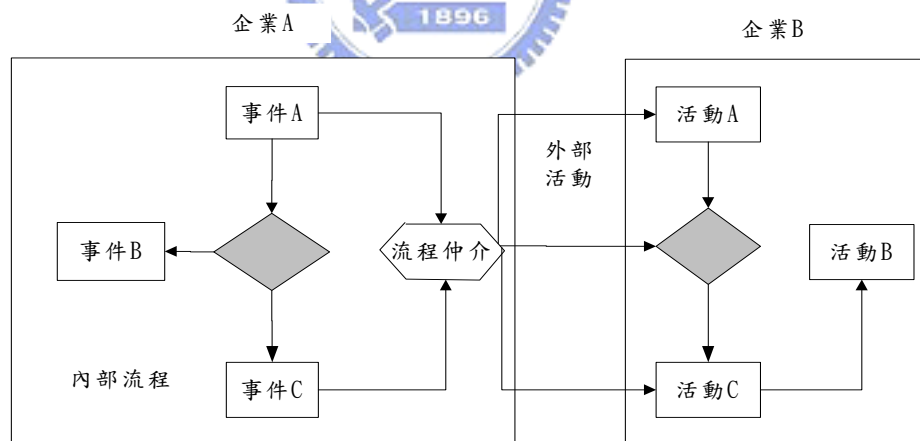 1896
企業A
企業B
事件A
活動A
外部
活動
事件B
流程仲介
活動B
內部流程
事件C
活動C